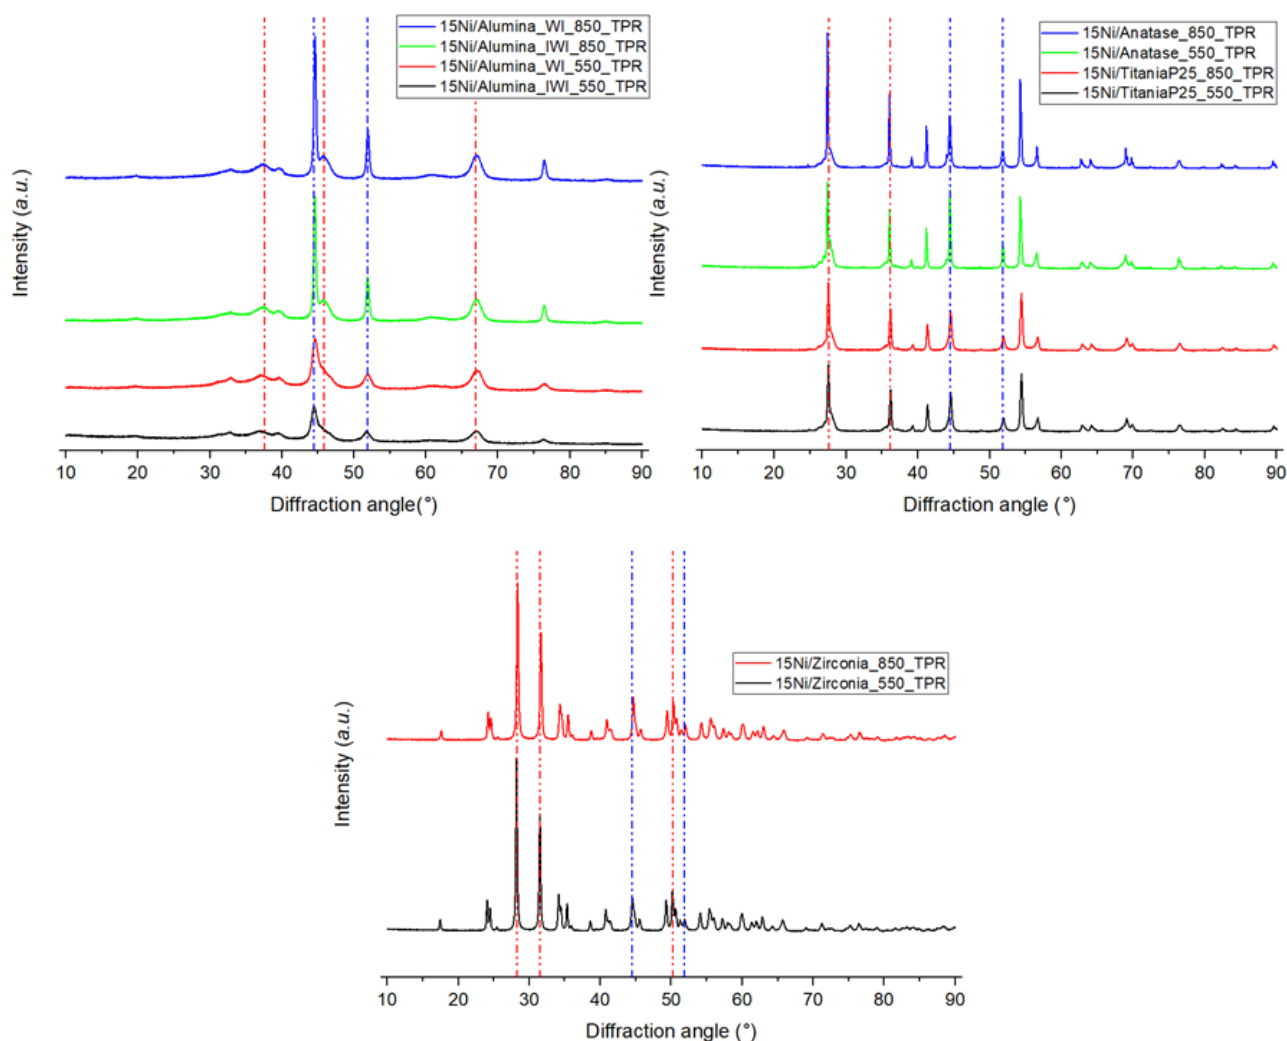 15Ni/Alumina_WI_850_TPR
15Ni/Alumina_IWI_850_TPR
15Ni/Alumina_WI_550_TPR
15Ni/Alumina_IWI_550_TPR
Intensity (a.u.)
10 20 30 40 50 60 70 80 90
Diffraction angle(°)
15Ni/Anatase_850_TPR
15Ni/Anatase_550_TPR
15Ni/TitaniaP25_850_TPR
15Ni/TitaniaP25_550_TPR
Intensity (a.u.)
10 20 30 40 50 60 70 80 90
Diffraction angle (°)
15Ni/Zirconia_850_TPR
15Ni/Zirconia_550_TPR
Intensity (a.u.)
10 20 30 40 50 60 70 80 90
Diffraction angle (°)